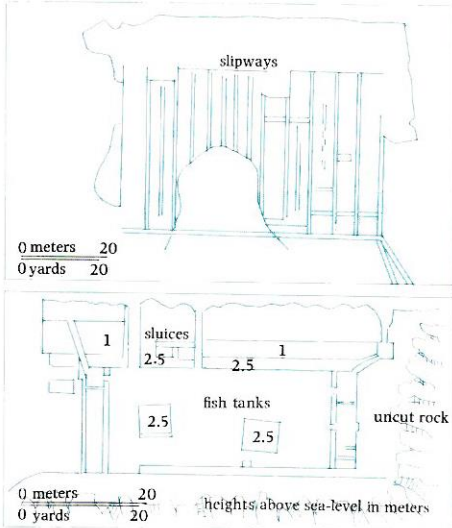 slipways
0 meters 20
0 yards 20
sluices
1
1
2.5
2.5
fish tanks
2.5
2.5
uncut rock
0 meters 20
0 yards 20
heights above sea-level in meters